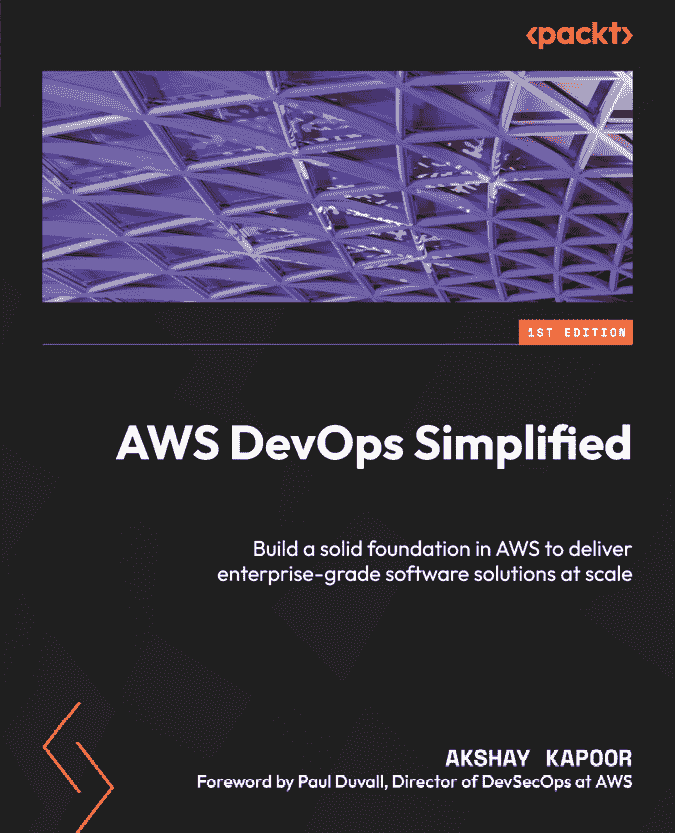 <packt>
1ST EDITION
AWS DevOps Simplified
Build a solid foundation in AWS to deliver
enterprise-grade software solutions at scale
AKSHAY KAPOOR
Foreword by Paul Duvall, Director of DevSecOps at AWS